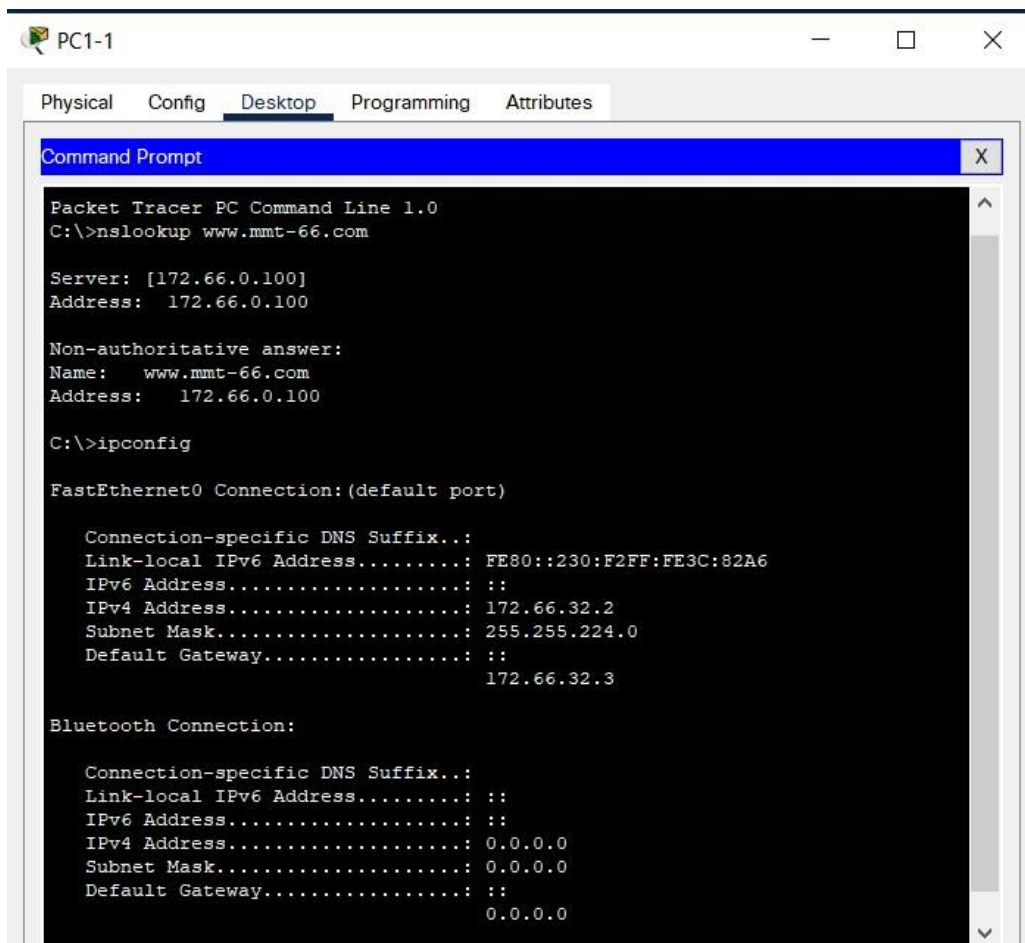 PC1-1
Physical Config Desktop Programming Attributes
Command Prompt X
Packet Tracer PC Command Line 1.0
C:\>nslookup www.mmt-66.com
Server: [172.66.0.100]
Address:  172.66.0.100
Non-authoritative answer:
Name:   www.mmt-66.com
Address:   172.66.0.100
C:\>ipconfig
FastEthernet0 Connection:(default port)
Connection-specific DNS Suffix..:
Link-local IPv6 Address.........: FE80::230:F2FF:FE3C:82A6
IPv6 Address....................: ::
IPv4 Address....................: 172.66.32.2
Subnet Mask.....................: 255.255.224.0
Default Gateway.................: ::
172.66.32.3
Bluetooth Connection:
Connection-specific DNS Suffix..:
Link-local IPv6 Address.........: ::
IPv6 Address....................: ::
IPv4 Address....................: 0.0.0.0
Subnet Mask.....................: 0.0.0.0
Default Gateway.................: ::
0.0.0.0